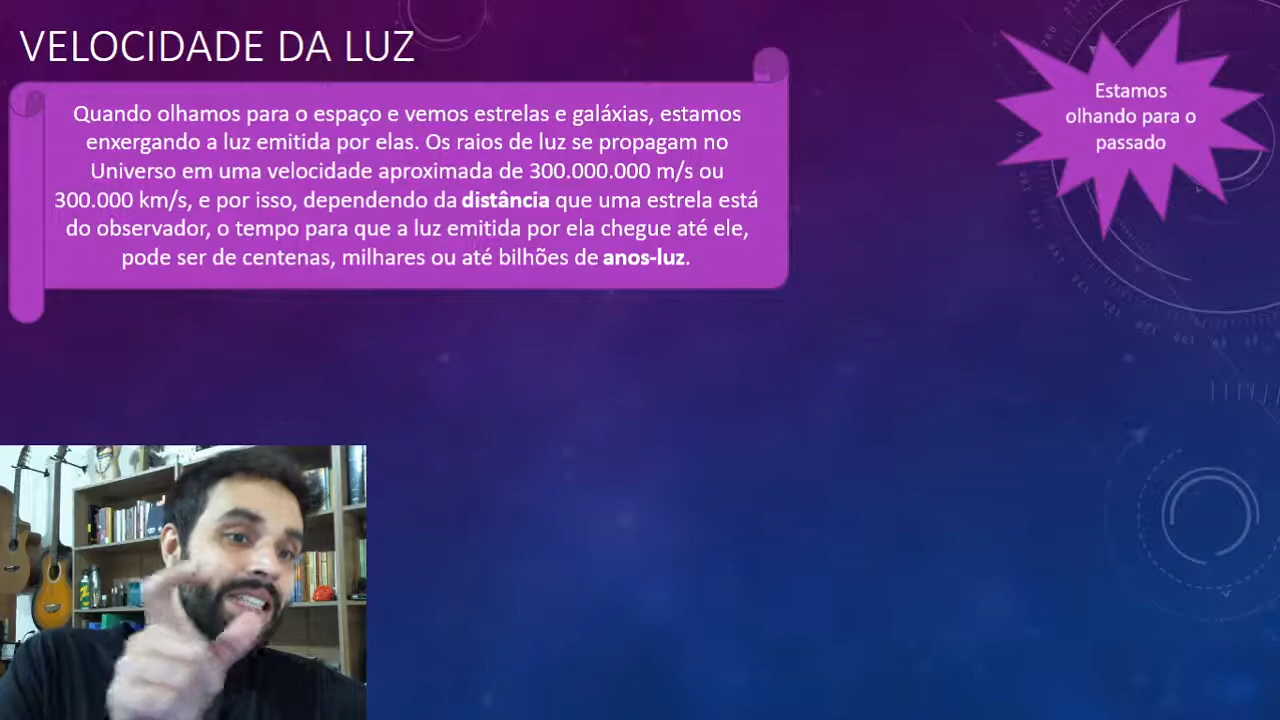 VELOCIDADE DA LUZ
Quando olhamos para o espaço e vemos estrelas e galáxias, estamos
enxergando a luz emitida por elas. Os raios de luz se propagam no
Universo em uma velocidade aproximada de 300.000.000 m/s ou
300.000 km/s, e por isso, dependendo da distância que uma estrela está
do observador, o tempo para que a luz emitida por ela chegue até ele,
pode ser de centenas, milhares ou até bilhões de anos-luz.
Estamos
olhando para o
passado